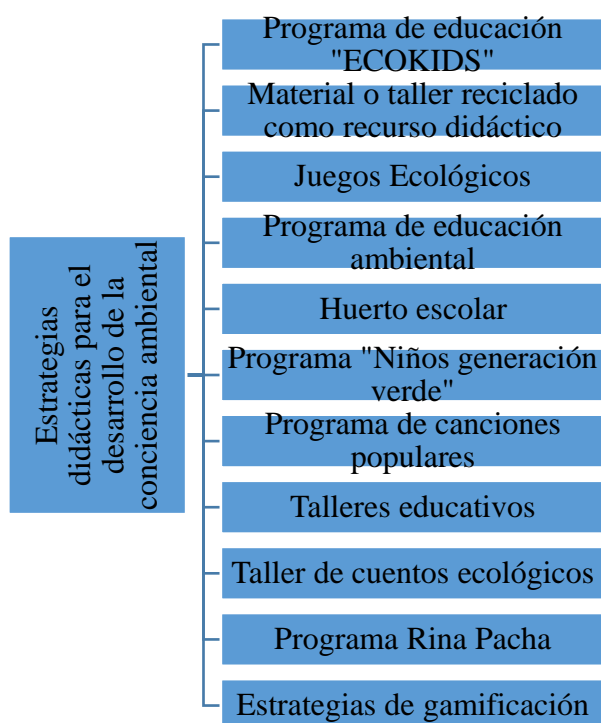 Estrategias
didácticas para el
desarrollo de la
conciencia ambiental
Programa de educación
"ECOKIDS"
Material o taller reciclado
como recurso didáctico
Juegos Ecológicos
Programa de educación
ambiental
Huerto escolar
Programa "Niños generación
verde"
Programa de canciones
populares
Talleres educativos
Taller de cuentos ecológicos
Programa Rina Pacha
Estrategias de gamificación